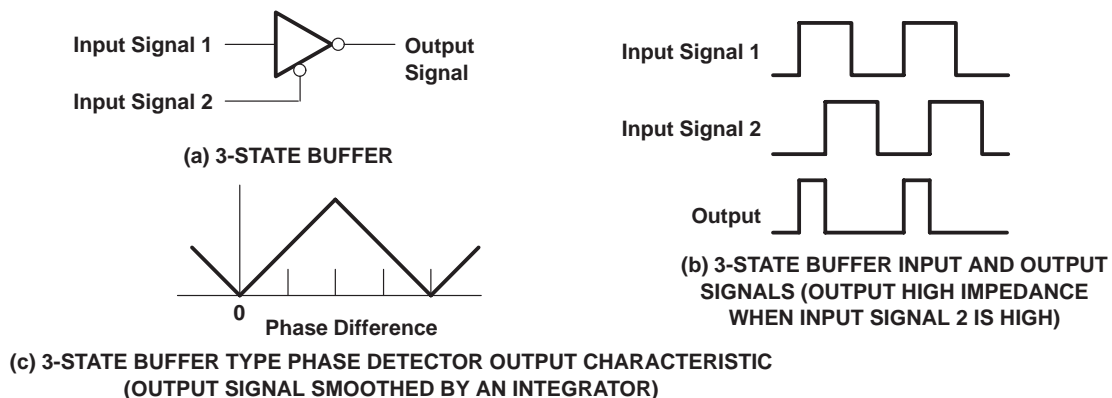 Input Signal 1
Output
Signal
Input Signal 2
(a) 3-STATE BUFFER
Input Signal 1
Input Signal 2
Output
(b) 3-STATE BUFFER INPUT AND OUTPUT
SIGNALS (OUTPUT HIGH IMPEDANCE
WHEN INPUT SIGNAL 2 IS HIGH)
0
Phase Difference
(c) 3-STATE BUFFER TYPE PHASE DETECTOR OUTPUT CHARACTERISTIC
(OUTPUT SIGNAL SMOOTHED BY AN INTEGRATOR)